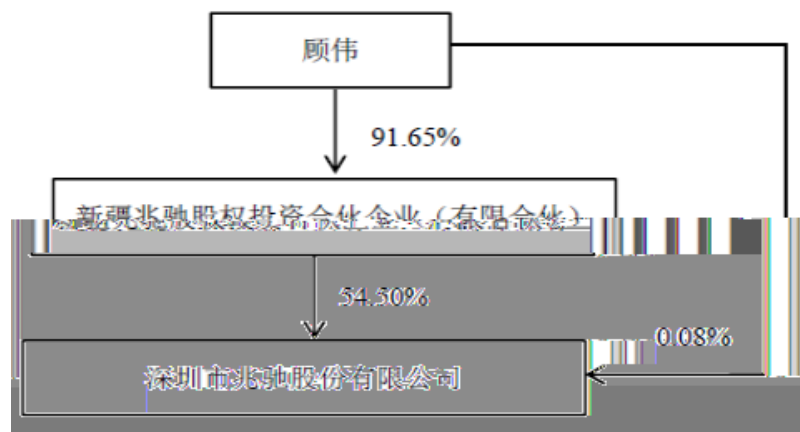 顾伟
91.65%
新疆兆驰股权投资合伙企业（有限合伙）
54.50%
0.08%
深圳市兆驰股份有限公司